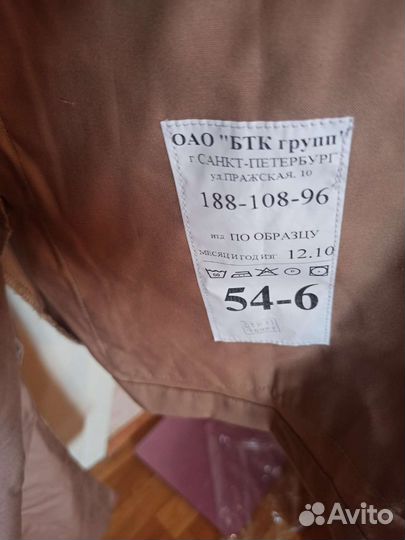 ОАО "БТК групп"
г САНКТ-ПЕТЕРБУРГ
ул.ПРАЖСКАЯ. 10
188-108-96
изд ПО ОБРАЗЦУ
МЕСЯЦ И ГОД ИЗГ 12.10
54-6
Avito